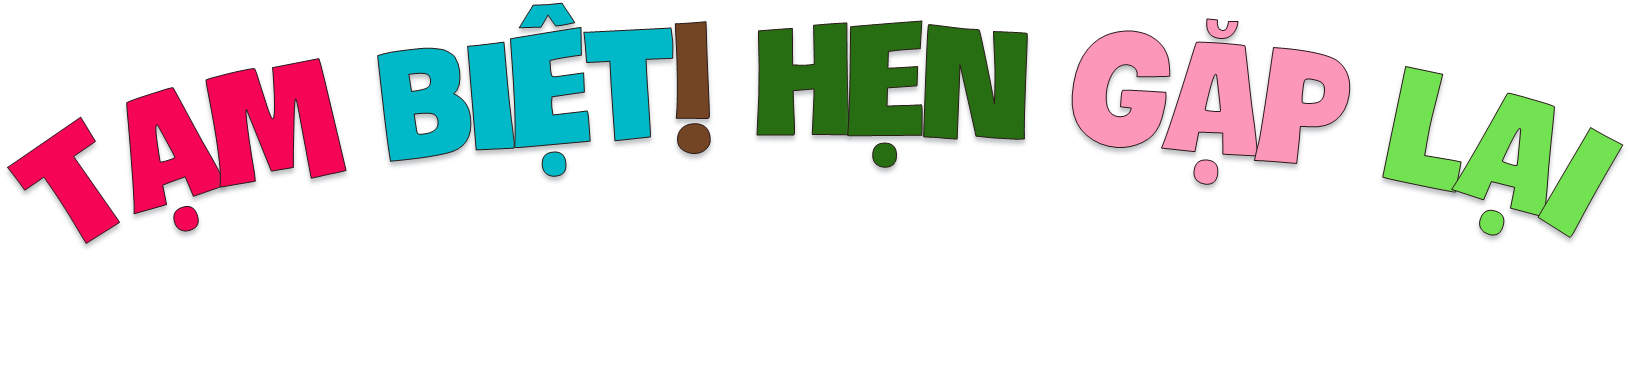 TẠM BIỆT! HẸN GẶP LẠI